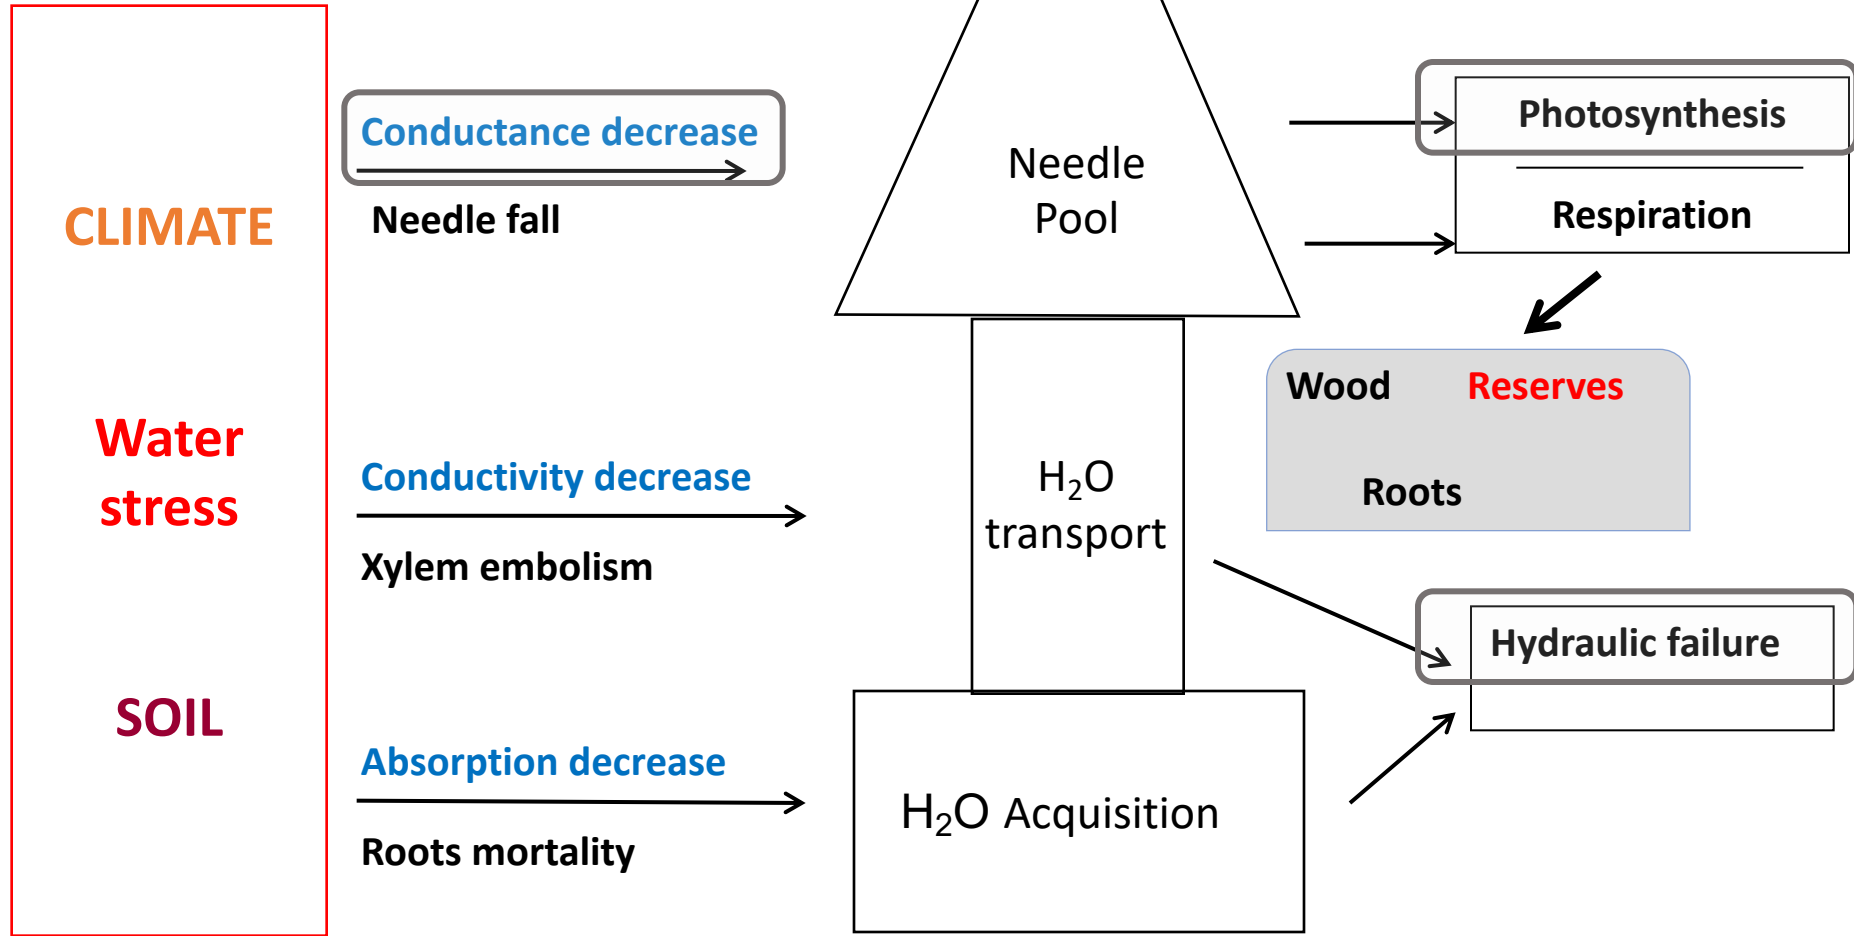 CLIMATE
Water
stress
SOIL
Conductance decrease
Needle fall
Conductivity decrease
Xylem embolism
Absorption decrease
Roots mortality
Needle
Pool
H₂O
transport
H₂O Acquisition
Photosynthesis
Respiration
Wood Reserves
Roots
Hydraulic failure